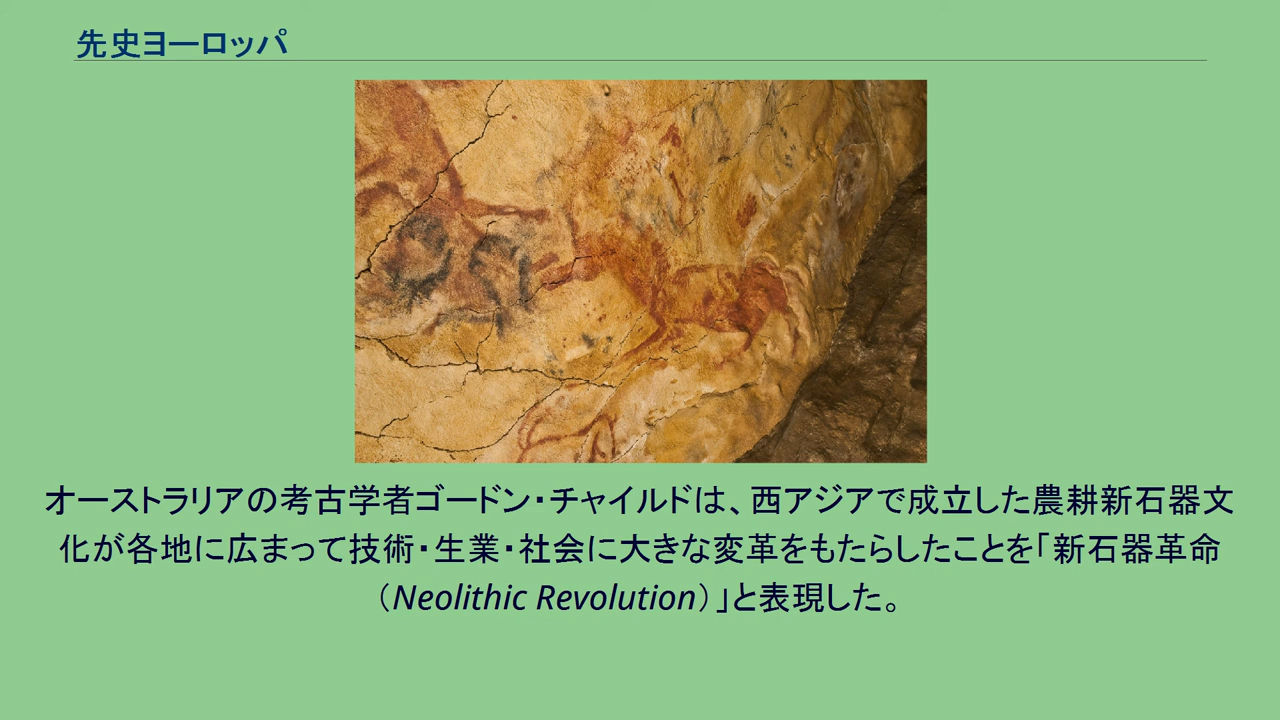 先史ヨーロッパ
オーストラリアの考古学者ゴードン・チャイルドは、西アジアで成立した農耕新石器文
化が各地に広まって技術・生業・社会に大きな変革をもたらしたことを「新石器革命
（Neolithic Revolution）」と表現した。